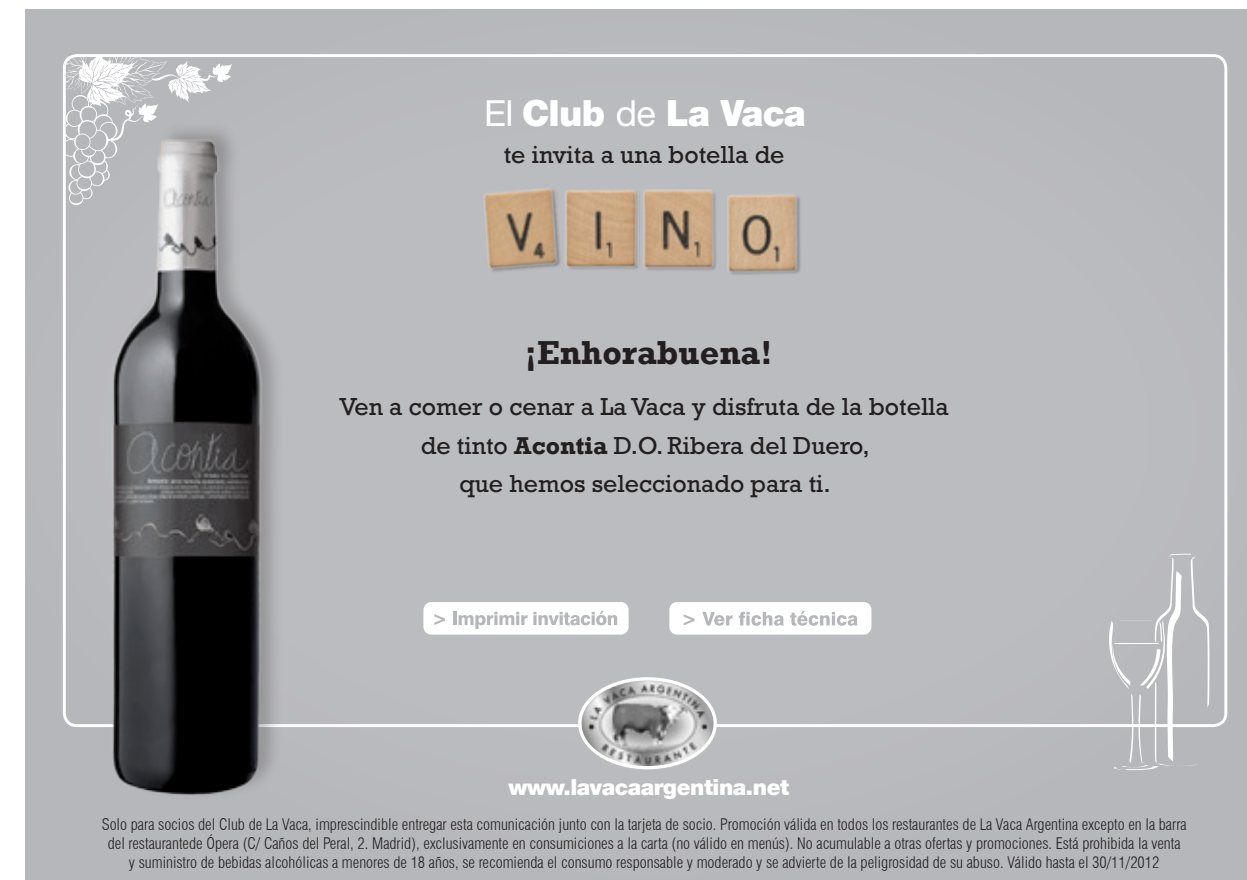 El Club de La Vaca
te invita a una botella de
V4 I1 N1 O1
¡Enhorabuena!
Ven a comer o cenar a La Vaca y disfruta de la botella
de tinto Acontia D.O. Ribera del Duero,
que hemos seleccionado para ti.
Acontia
Acontia
> Imprimir invitación
> Ver ficha técnica
LA VACA ARGENTINA
RESTAURANTE
www.lavacaargentina.net
Solo para socios del Club de La Vaca, imprescindible entregar esta comunicación junto con la tarjeta de socio. Promoción válida en todos los restaurantes de La Vaca Argentina excepto en la barra
del restaurantede Ópera (C/ Caños del Peral, 2. Madrid), exclusivamente en consumiciones a la carta (no válido en menús). No acumulable a otras ofertas y promociones. Está prohibida la venta
y suministro de bebidas alcohólicas a menores de 18 años, se recomienda el consumo responsable y moderado y se advierte de la peligrosidad de su abuso. Válido hasta el 30/11/2012